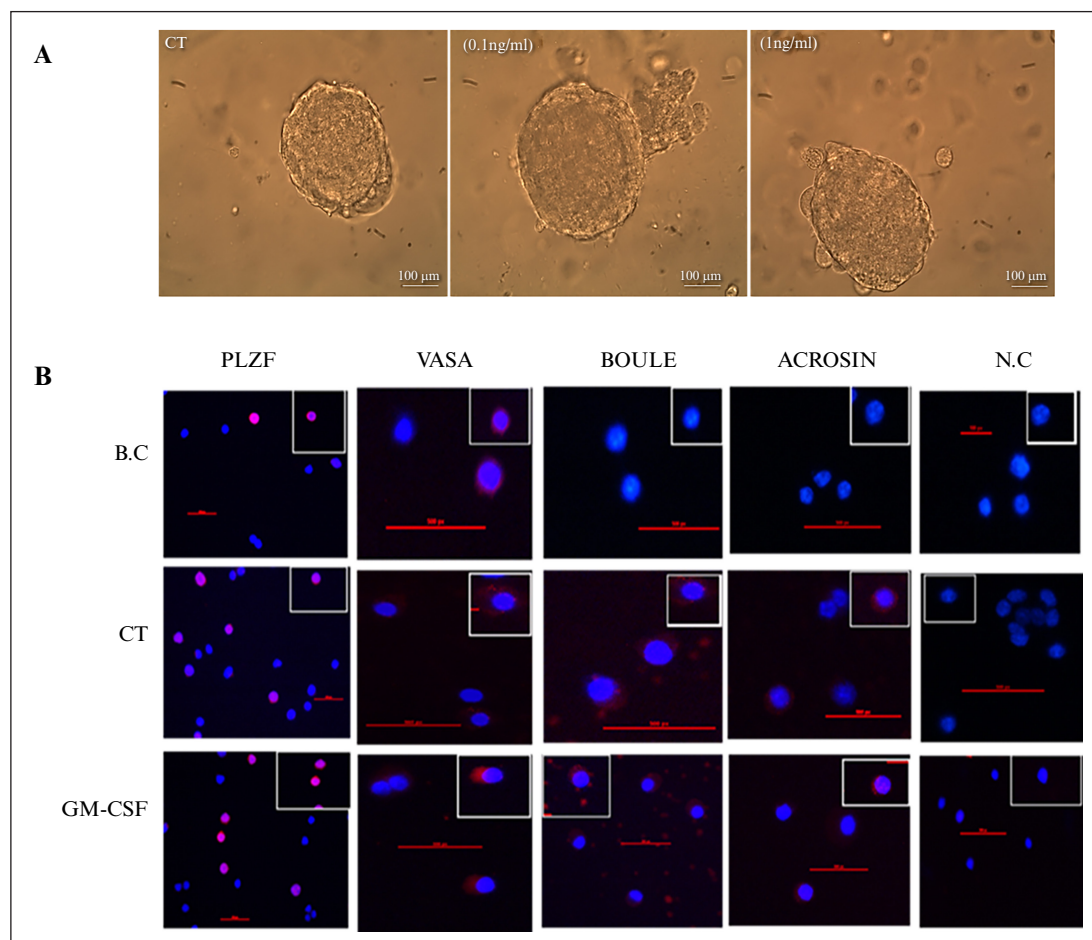 A
CT
(0.1ng/ml)
(1ng/ml)
100 μm
100 μm
100 μm
B
PLZF
VASA
BOULE
ACROSIN
N.C
B.C
CT
GM-CSF